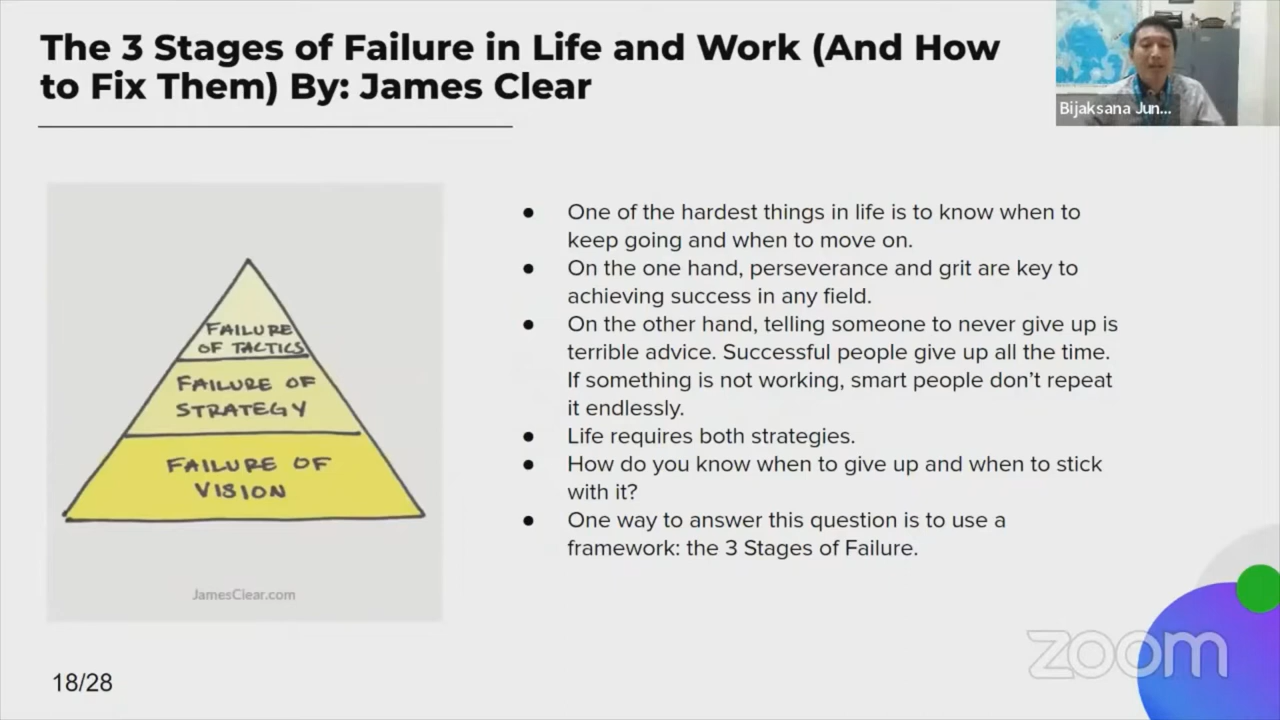 The 3 Stages of Failure in Life and Work (And How
to Fix Them) By: James Clear
Bijaksana Jun...
FAILURE
OF TACTICS
FAILURE OF
STRATEGY
FAILURE OF
VISION
JamesClear.com
● One of the hardest things in life is to know when to
keep going and when to move on.
● On the one hand, perseverance and grit are key to
achieving success in any field.
● On the other hand, telling someone to never give up is
terrible advice. Successful people give up all the time.
If something is not working, smart people don’t repeat
it endlessly.
● Life requires both strategies.
● How do you know when to give up and when to stick
with it?
● One way to answer this question is to use a
framework: the 3 Stages of Failure.
zoom
18/28